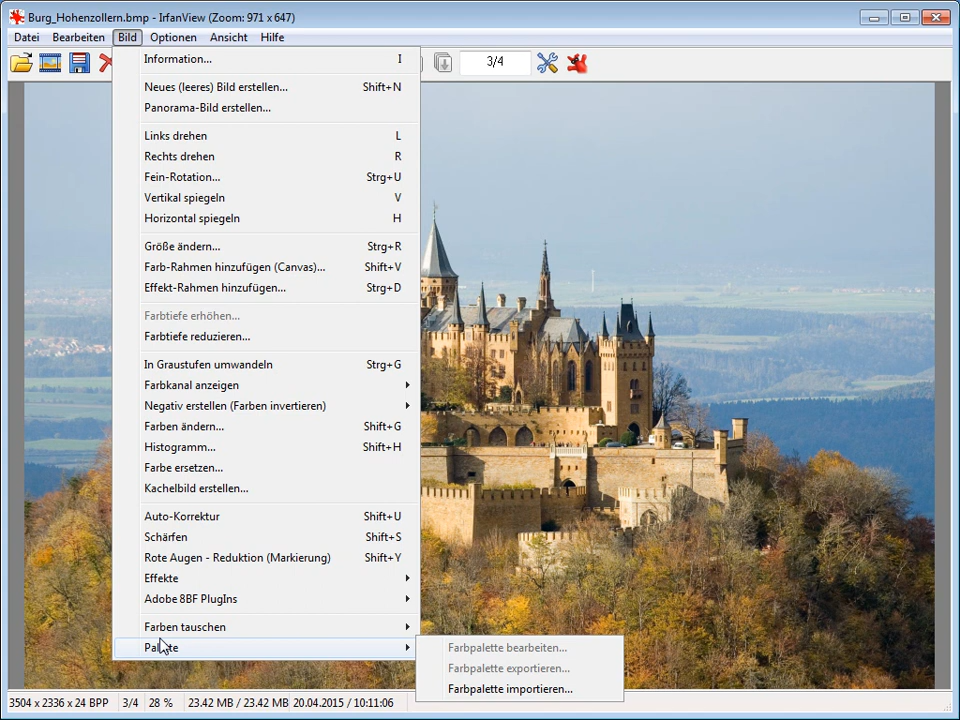 Burg_Hohenzollern.bmp - IrfanView (Zoom: 971 x 647)
Datei Bearbeiten Bild Optionen Ansicht Hilfe
3/4
Information... I
Neues (leeres) Bild erstellen... Shift+N
Panorama-Bild erstellen...
Links drehen L
Rechts drehen R
Fein-Rotation... Strg+U
Vertikal spiegeln V
Horizontal spiegeln H
Größe ändern... Strg+R
Farb-Rahmen hinzufügen (Canvas)... Shift+V
Effekt-Rahmen hinzufügen... Strg+D
Farbtiefe erhöhen...
Farbtiefe reduzieren...
In Graustufen umwandeln Strg+G
Farbkanal anzeigen
Negativ erstellen (Farben invertieren)
Farben ändern... Shift+G
Histogramm... Shift+H
Farbe ersetzen...
Kachelbild erstellen...
Auto-Korrektur Shift+U
Schärfen Shift+S
Rote Augen - Reduktion (Markierung) Shift+Y
Effekte
Adobe 8BF PlugIns
Farben tauschen
Palette
Farbpalette bearbeiten...
Farbpalette exportieren...
Farbpalette importieren...
3504 x 2336 x 24 BPP 3/4 28 % 23.42 MB / 23.42 MB 20.04.2015 / 10:11:06